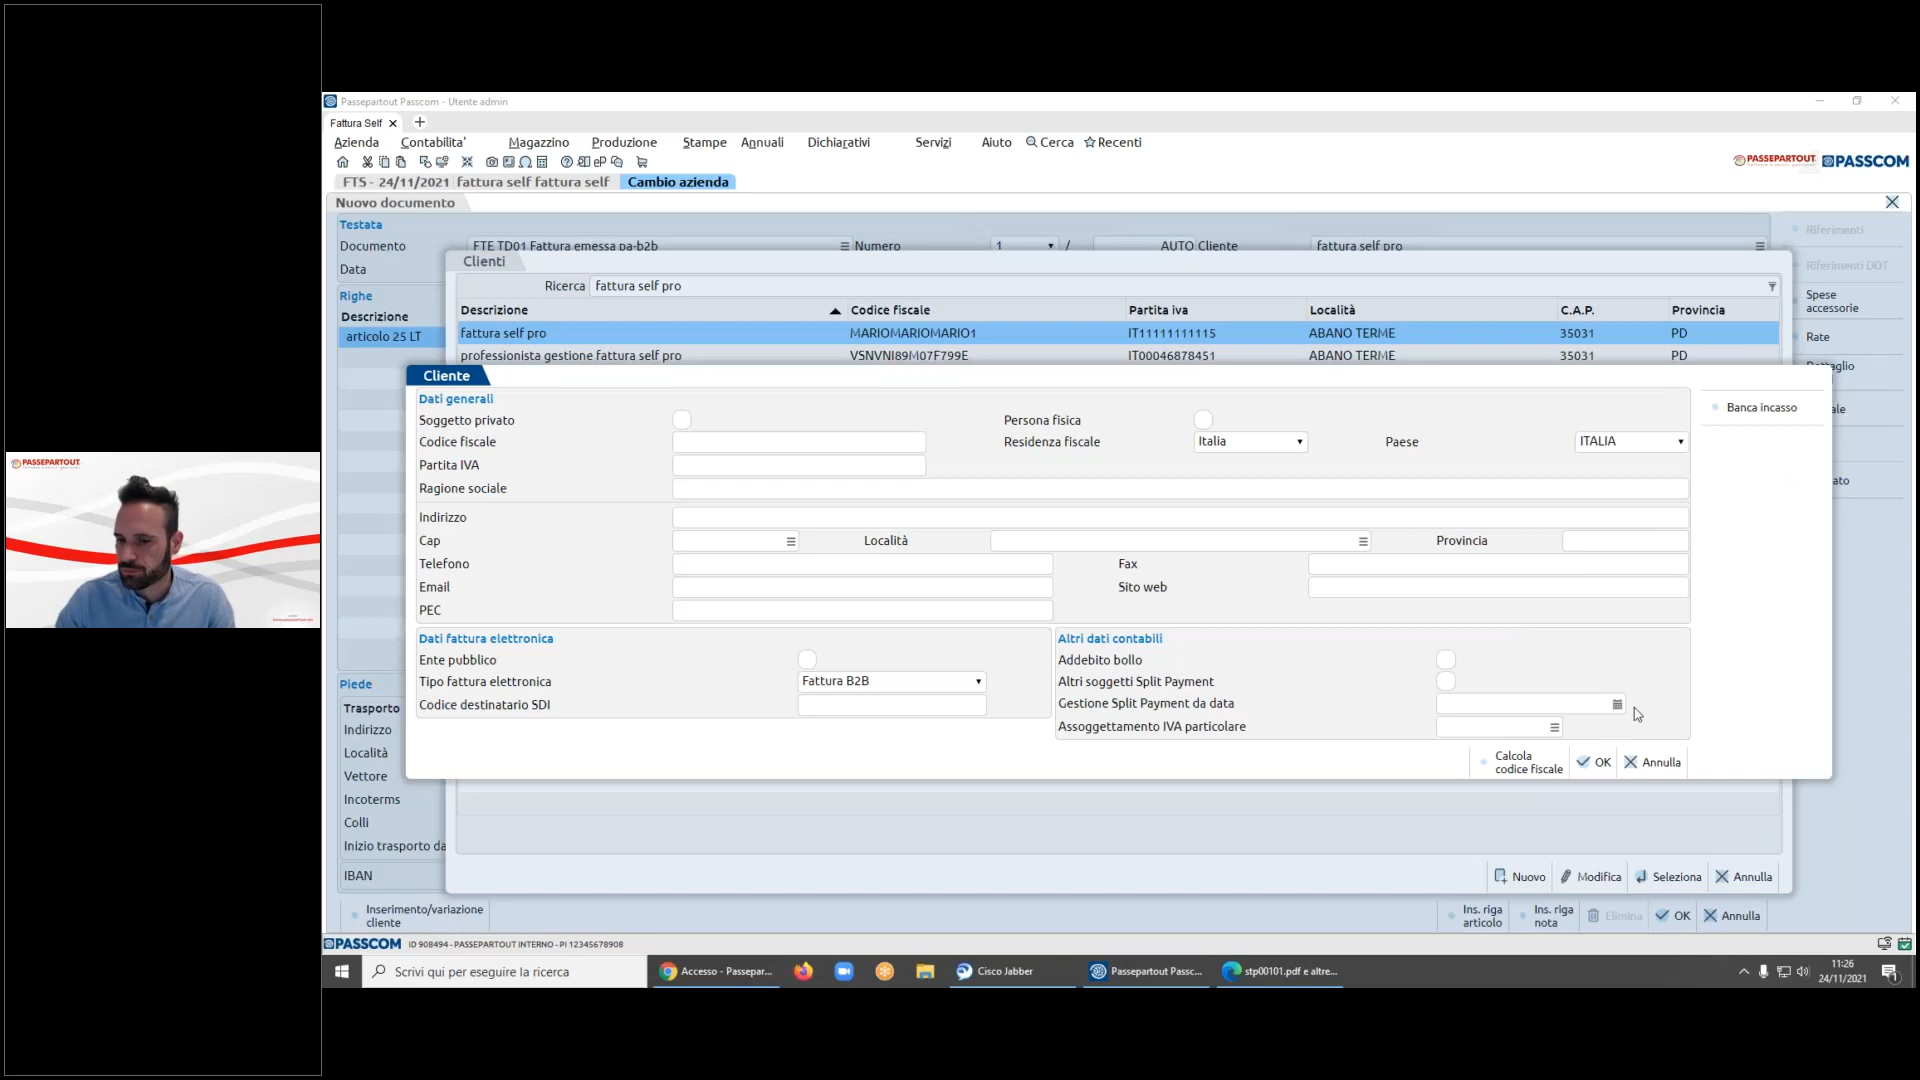 Passepartout Passcom - Utente admin
Fattura Self
Azienda Contabilita' Magazzino Produzione Stampe Annuali Dichiarativi Servizi Aiuto Cerca Recenti
PASSEPARTOUT PASSCOM
FTS - 24/11/2021 fattura self fattura self Cambio azienda
Nuovo documento
Testata
Documento FTE TD01 Fattura emessa pa-b2b Numero 1 / AUTO Cliente fattura self pro
Data
Riferimenti
Riferimenti DDT
Spese accessorie
Rate
Righe
Descrizione
articolo 25 LT
Clienti
Ricerca fattura self pro
Descrizione Codice fiscale Partita iva Località C.A.P. Provincia
fattura self pro MARIOMARIOMARIO1 IT11111111115 ABANO TERME 35031 PD
professionista gestione fattura self pro VSNVNI89M07F799E IT00046878451 ABANO TERME 35031 PD
Cliente
Dati generali
Soggetto privato Persona fisica
Codice fiscale Residenza fiscale Italia Paese ITALIA
Partita IVA
Ragione sociale
Indirizzo
Cap Località Provincia
Telefono Fax
Email Sito web
PEC
Banca incasso
Dati fattura elettronica
Ente pubblico
Tipo fattura elettronica Fattura B2B
Codice destinatario SDI
Altri dati contabili
Addebito bollo
Altri soggetti Split Payment
Gestione Split Payment da data
Assoggettamento IVA particolare
Calcola codice fiscale OK Annulla
Piede
Trasporto
Indirizzo
Località
Vettore
Incoterms
Colli
Inizio trasporto da
IBAN
Nuovo Modifica Seleziona Annulla
Inserimento/variazione cliente
Ins. riga articolo Ins. riga nota Elimina OK Annulla
PASSCOM ID 908494 - PASSEPARTOUT INTERNO - PI 12345678908
Scrivi qui per eseguire la ricerca
Accesso - Passepar...
Cisco Jabber
Passepartout Passc...
stp00101.pdf e altre...
11:26
24/11/2021
PASSEPARTOUT